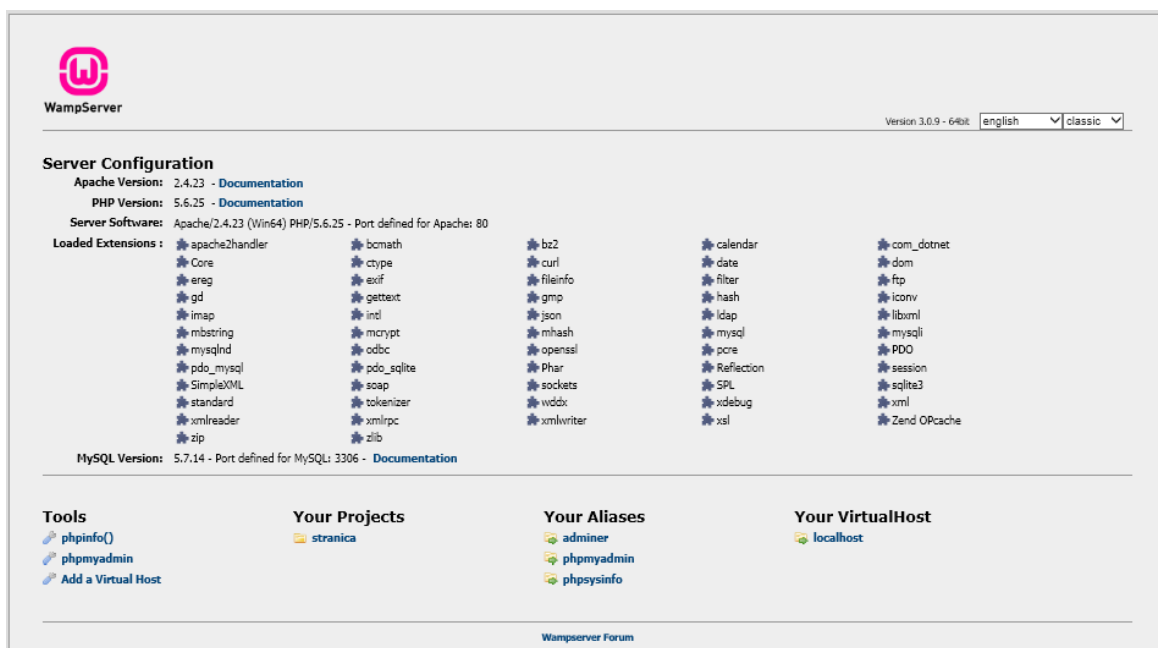 WampServer
Version 3.0.9 - 64bit english classic
Server Configuration
Apache Version: 2.4.23 - Documentation
PHP Version: 5.6.25 - Documentation
Server Software: Apache/2.4.23 (Win64) PHP/5.6.25 - Port defined for Apache: 80
Loaded Extensions : apache2handler bcmath bz2 calendar com_dotnet
Core ctype curl date dom
ereg exif fileinfo filter ftp
gd gettext gmp hash iconv
imap intl json ldap libxml
mbstring mcrypt mhash mysql mysqli
mysqlnd odbc openssl pcre PDO
pdo_mysql pdo_sqlite Phar Reflection session
SimpleXML soap sockets SPL sqlite3
standard tokenizer wddx xdebug xml
xmlreader xmlrpc xmlwriter xsl Zend OPcache
zip zlib
MySQL Version: 5.7.14 - Port defined for MySQL: 3306 - Documentation
Tools Your Projects Your Aliases Your VirtualHost
phpinfo() stranica adminer localhost
phpmyadmin phpmyadmin
Add a Virtual Host phpsysinfo
Wampserver Forum